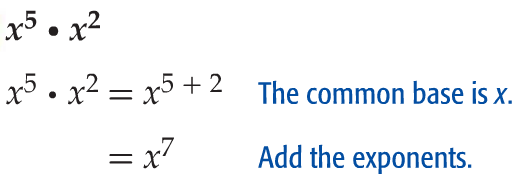 x⁵ • x²
x⁵ • x² = x⁵ ⁺ ² The common base is x.
= x⁷ Add the exponents.